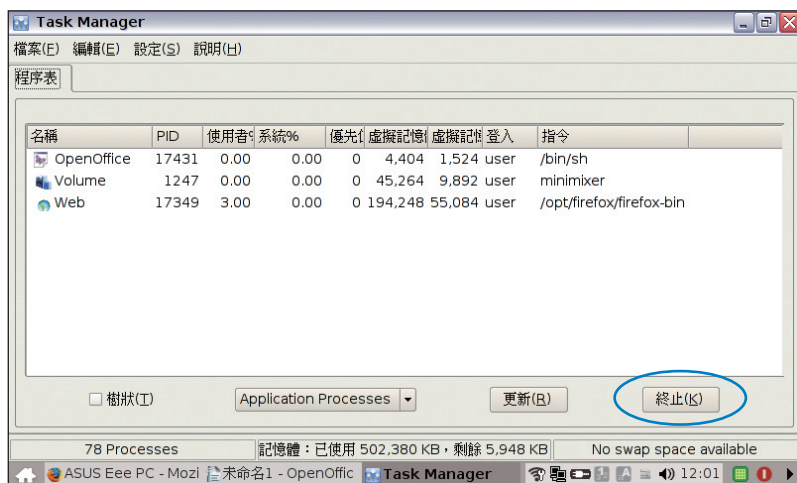 Task Manager
檔案(F) 編輯(E) 設定(S) 說明(H)
程序表
名稱 PID 使用者% 系統% 優先 虛擬記憶 虛擬記 登入 指令
OpenOffice 17431 0.00 0.00 0 4,404 1,524 user /bin/sh
Volume 1247 0.00 0.00 0 45,264 9,892 user minimixer
Web 17349 3.00 0.00 0 194,248 55,084 user /opt/firefox/firefox-bin
樹狀(T) Application Processes 更新(R) 終止(K)
78 Processes 記憶體：已使用 502,380 KB，剩餘 5,948 KB No swap space available
ASUS Eee PC - Mozi 未命名1 - OpenOffic Task Manager 1 A 12:01